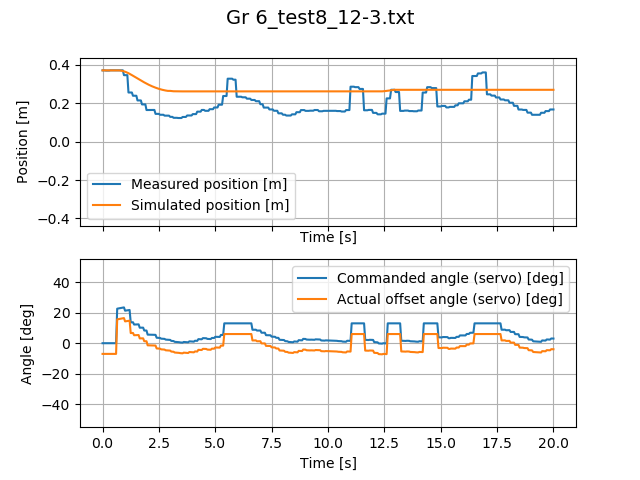 Gr 6_test8_12-3.txt
0.4
0.2
0.0
−0.2
−0.4
Position [m]
Measured position [m]
Simulated position [m]
Time [s]
40
20
0
−20
−40
Angle [deg]
Commanded angle (servo) [deg]
Actual offset angle (servo) [deg]
0.0 2.5 5.0 7.5 10.0 12.5 15.0 17.5 20.0
Time [s]